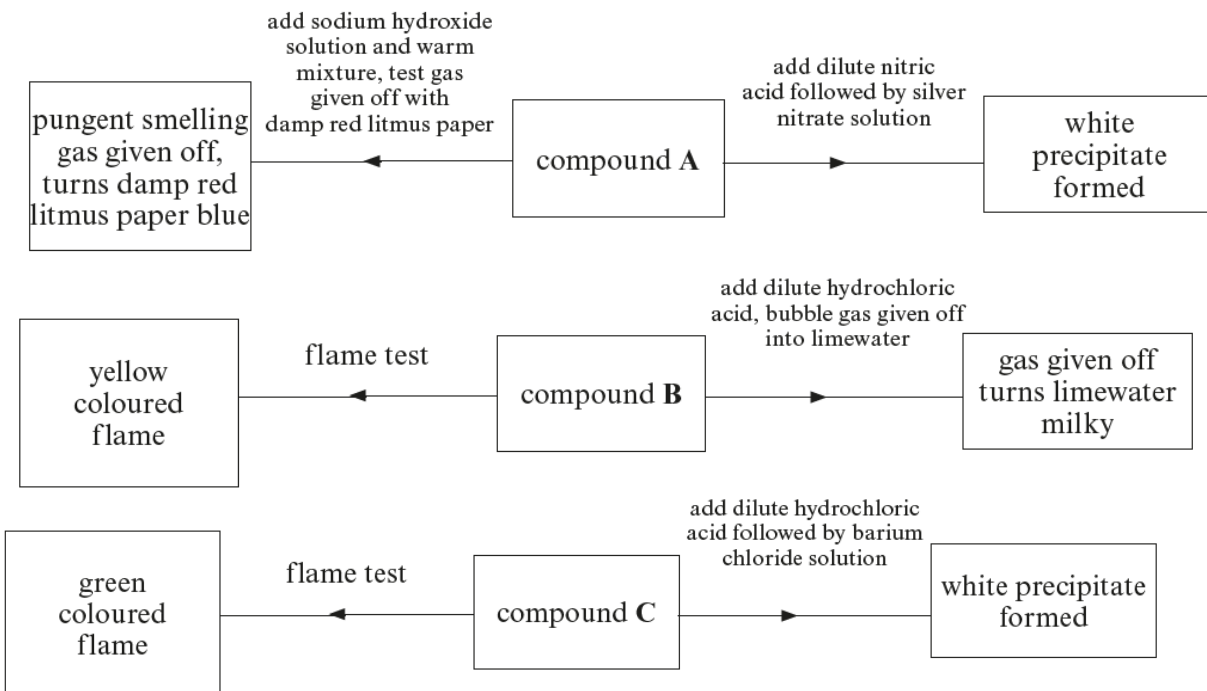 add sodium hydroxide
solution and warm
mixture, test gas
given off with
damp red litmus paper
pungent smelling
gas given off,
turns damp red
litmus paper blue
compound A
add dilute nitric
acid followed by silver
nitrate solution
white
precipitate
formed
yellow
coloured
flame
flame test
compound B
add dilute hydrochloric
acid, bubble gas given off
into limewater
gas given off
turns limewater
milky
green
coloured
flame
flame test
compound C
add dilute hydrochloric
acid followed by barium
chloride solution
white precipitate
formed